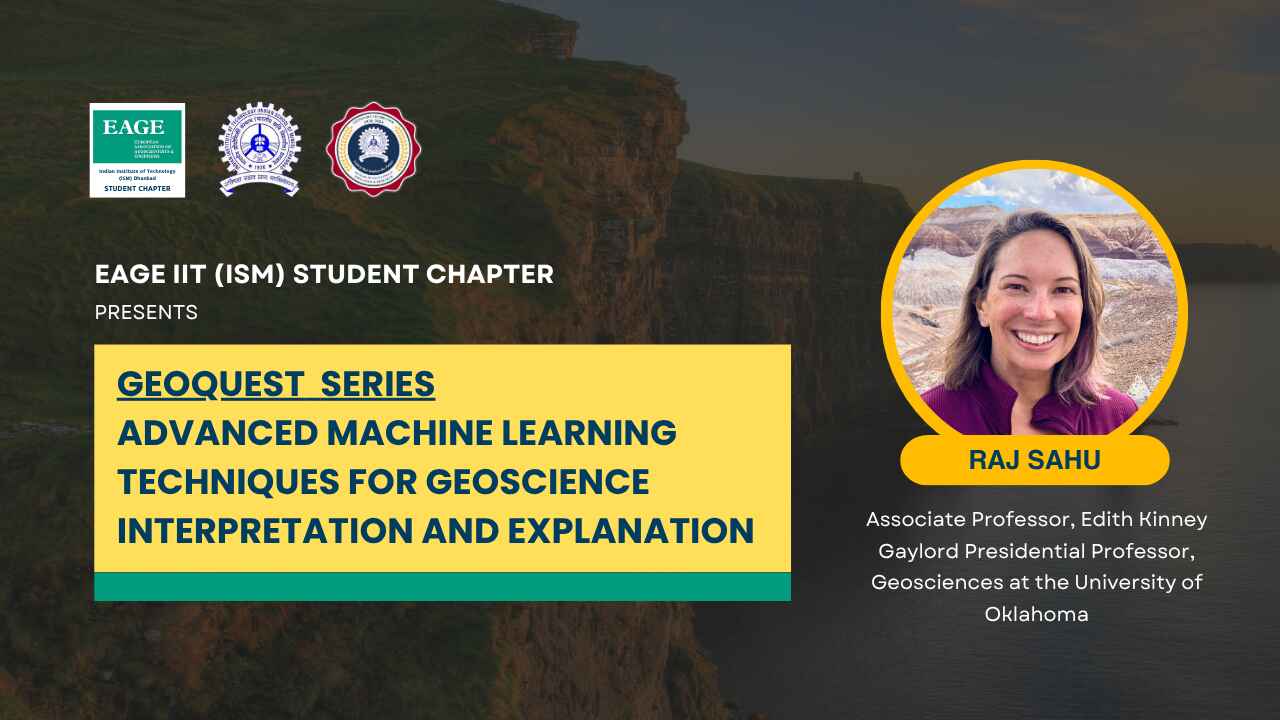 EAGE
EUROPEAN
ASSOCIATION OF
GEOSCIENTISTS &
ENGINEERS
Indian Institute of Technology
(ISM) Dhanbad
STUDENT CHAPTER
1926
EAGE IIT (ISM) STUDENT CHAPTER
PRESENTS
GEOQUEST SERIES
ADVANCED MACHINE LEARNING
TECHNIQUES FOR GEOSCIENCE
INTERPRETATION AND EXPLANATION
RAJ SAHU
Associate Professor, Edith Kinney
Gaylord Presidential Professor,
Geosciences at the University of
Oklahoma